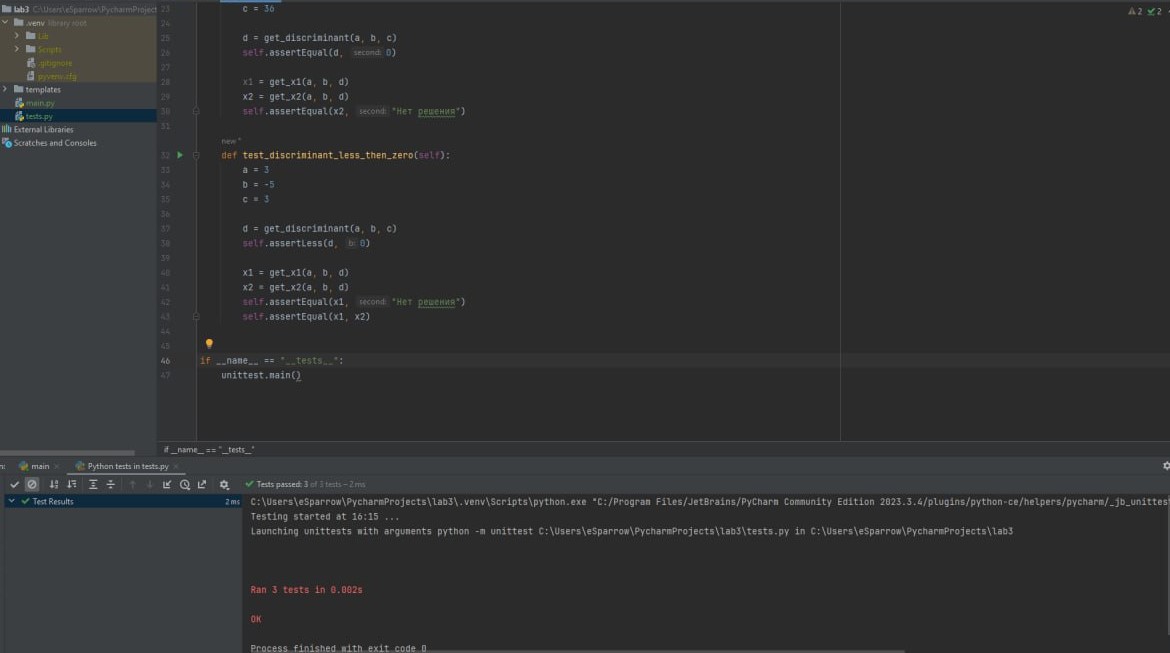 lab3 C:\Users\eSparrow\PycharmProject
.venv library root
Lib
Scripts
.gitignore
pyvenv.cfg
templates
main.py
tests.py
External Libraries
Scratches and Consoles
2 2
23 c = 36
24
25 d = get_discriminant(a, b, c)
26 self.assertEqual(d, second: 0)
27
28 x1 = get_x1(a, b, d)
29 x2 = get_x2(a, b, d)
30 self.assertEqual(x2, second: "Нет решения")
31
new *
32 def test_discriminant_less_then_zero(self):
33 a = 3
34 b = -5
35 c = 3
36
37 d = get_discriminant(a, b, c)
38 self.assertLess(d, b: 0)
39
40 x1 = get_x1(a, b, d)
41 x2 = get_x2(a, b, d)
42 self.assertEqual(x1, second: "Нет решения")
43 self.assertEqual(x1, x2)
44
45
46 if __name__ == "__tests__":
47 unittest.main()
if __name__ == "__tests__"
n: main × Python tests in tests.py ×
Tests passed: 3 of 3 tests – 2 ms
Test Results 2 ms
C:\Users\eSparrow\PycharmProjects\lab3\.venv\Scripts\python.exe "C:/Program Files/JetBrains/PyCharm Community Edition 2023.3.4/plugins/python-ce/helpers/pycharm/_jb_unittes
Testing started at 16:15 ...
Launching unittests with arguments python -m unittest C:\Users\eSparrow\PycharmProjects\lab3\tests.py in C:\Users\eSparrow\PycharmProjects\lab3
Ran 3 tests in 0.002s
OK
Process finished with exit code 0